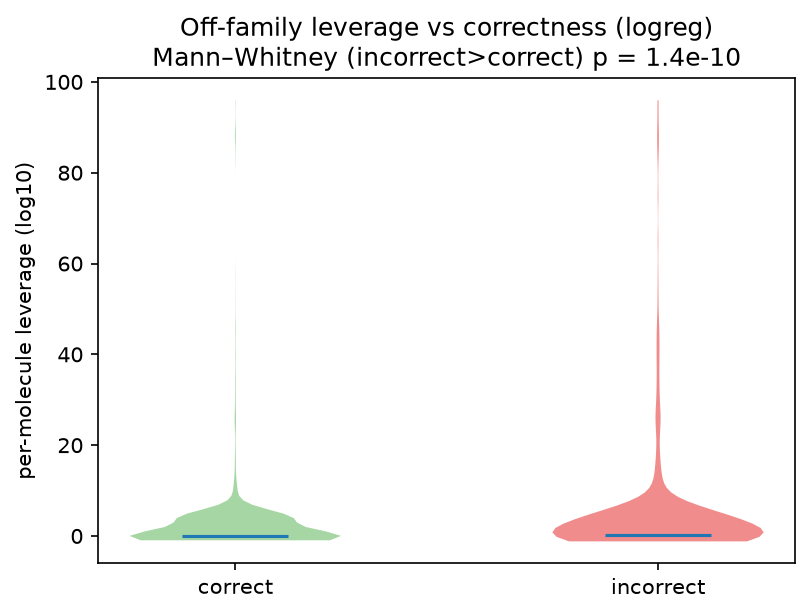 Off-family leverage vs correctness (logreg)
Mann–Whitney (incorrect>correct) p = 1.4e-10
per-molecule leverage (log10)
100
80
60
40
20
0
correct
incorrect